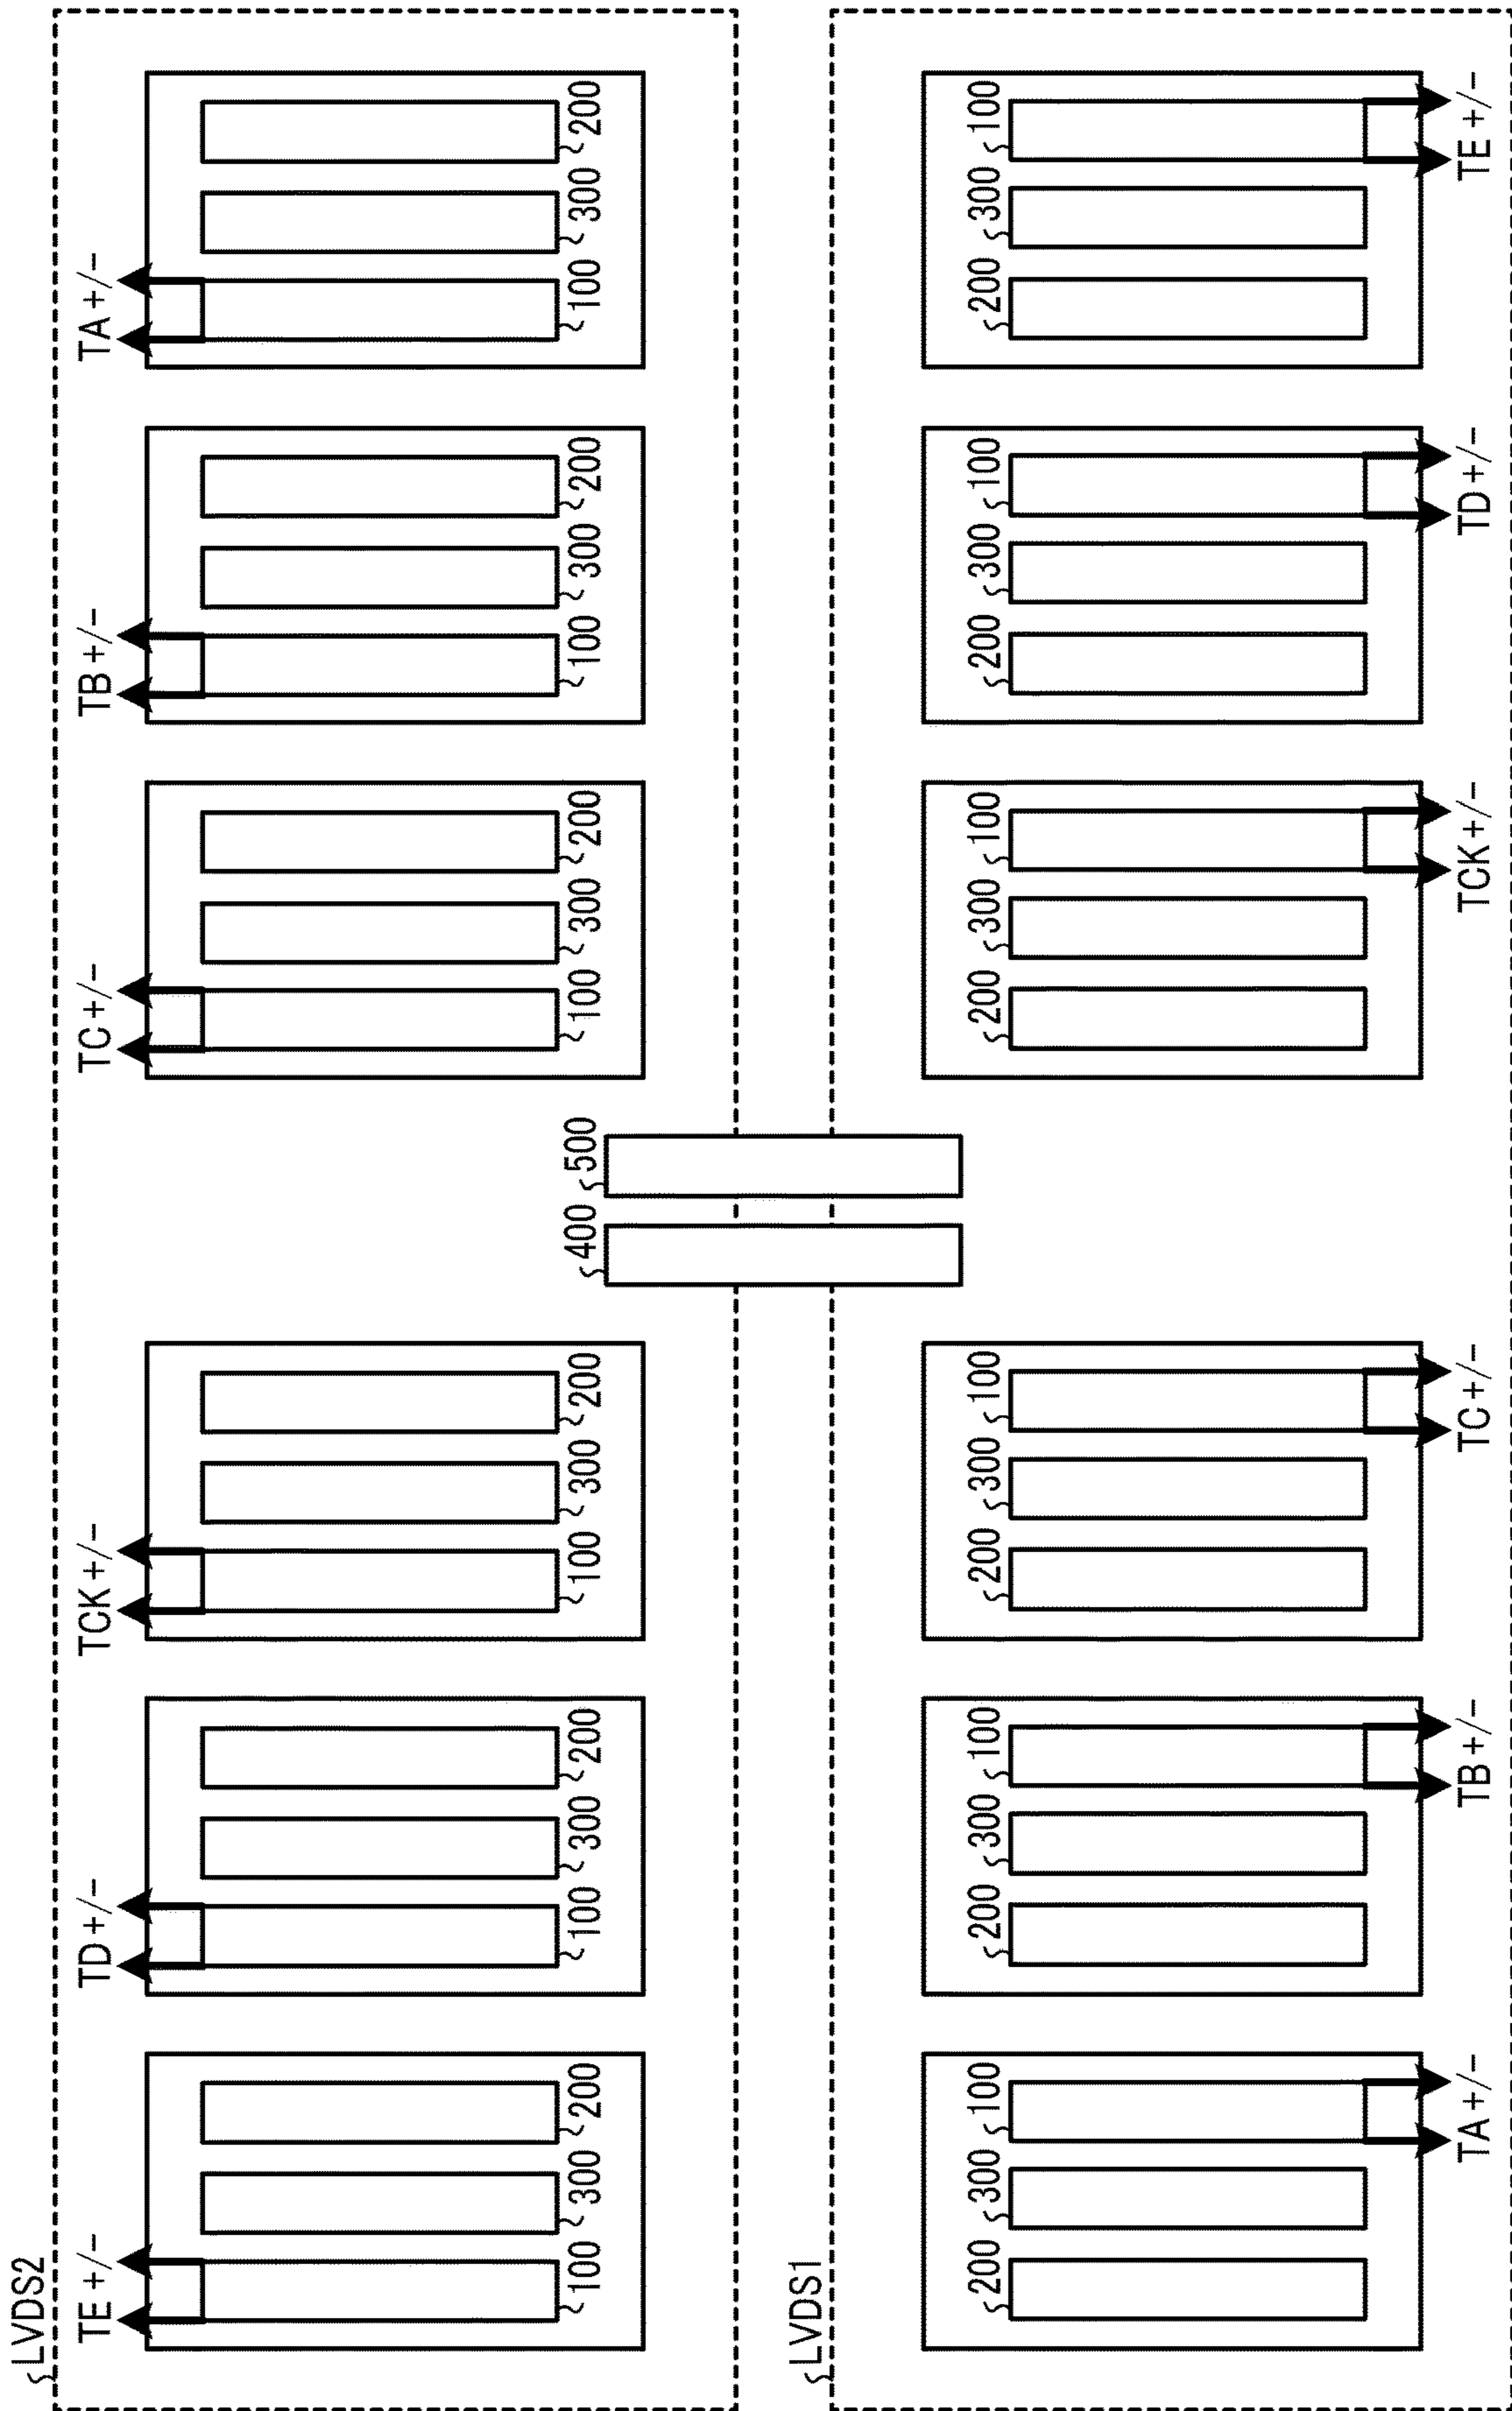 LVDS2
TE+/- TD+/- TCK+/- TC+/- TB+/- TA+/-
100 300 200 100 300 200 100 300 200 400 500 100 300 200 100 300 200 100 300 200
LVDS1
200 300 100 200 300 100 200 300 100 200 300 100 200 300 100 200 300 100
TA+/- TB+/- TC+/- TCK+/- TD+/- TE+/-